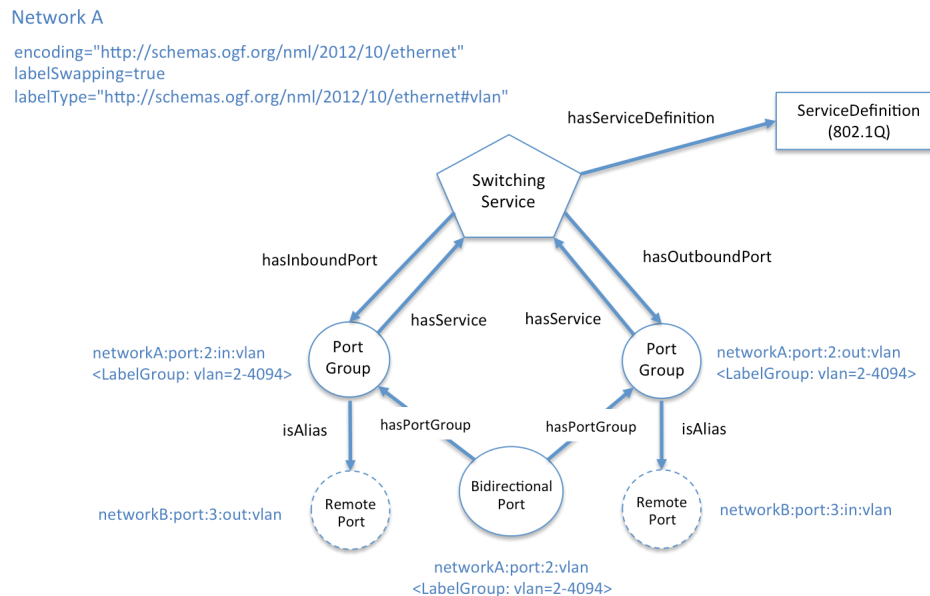 Network A
encoding="http://schemas.ogf.org/nml/2012/10/ethernet"
labelSwapping=true
labelType="http://schemas.ogf.org/nml/2012/10/ethernet#vlan"
hasServiceDefinition
ServiceDefinition
(802.1Q)
Switching
Service
hasInboundPort
hasOutboundPort
hasService
hasService
networkA:port:2:in:vlan
<LabelGroup: vlan=2-4094>
Port
Group
Port
Group
networkA:port:2:out:vlan
<LabelGroup: vlan=2-4094>
isAlias
hasPortGroup
hasPortGroup
isAlias
networkB:port:3:out:vlan
Remote
Port
Bidirectional
Port
Remote
Port
networkB:port:3:in:vlan
networkA:port:2:vlan
<LabelGroup: vlan=2-4094>